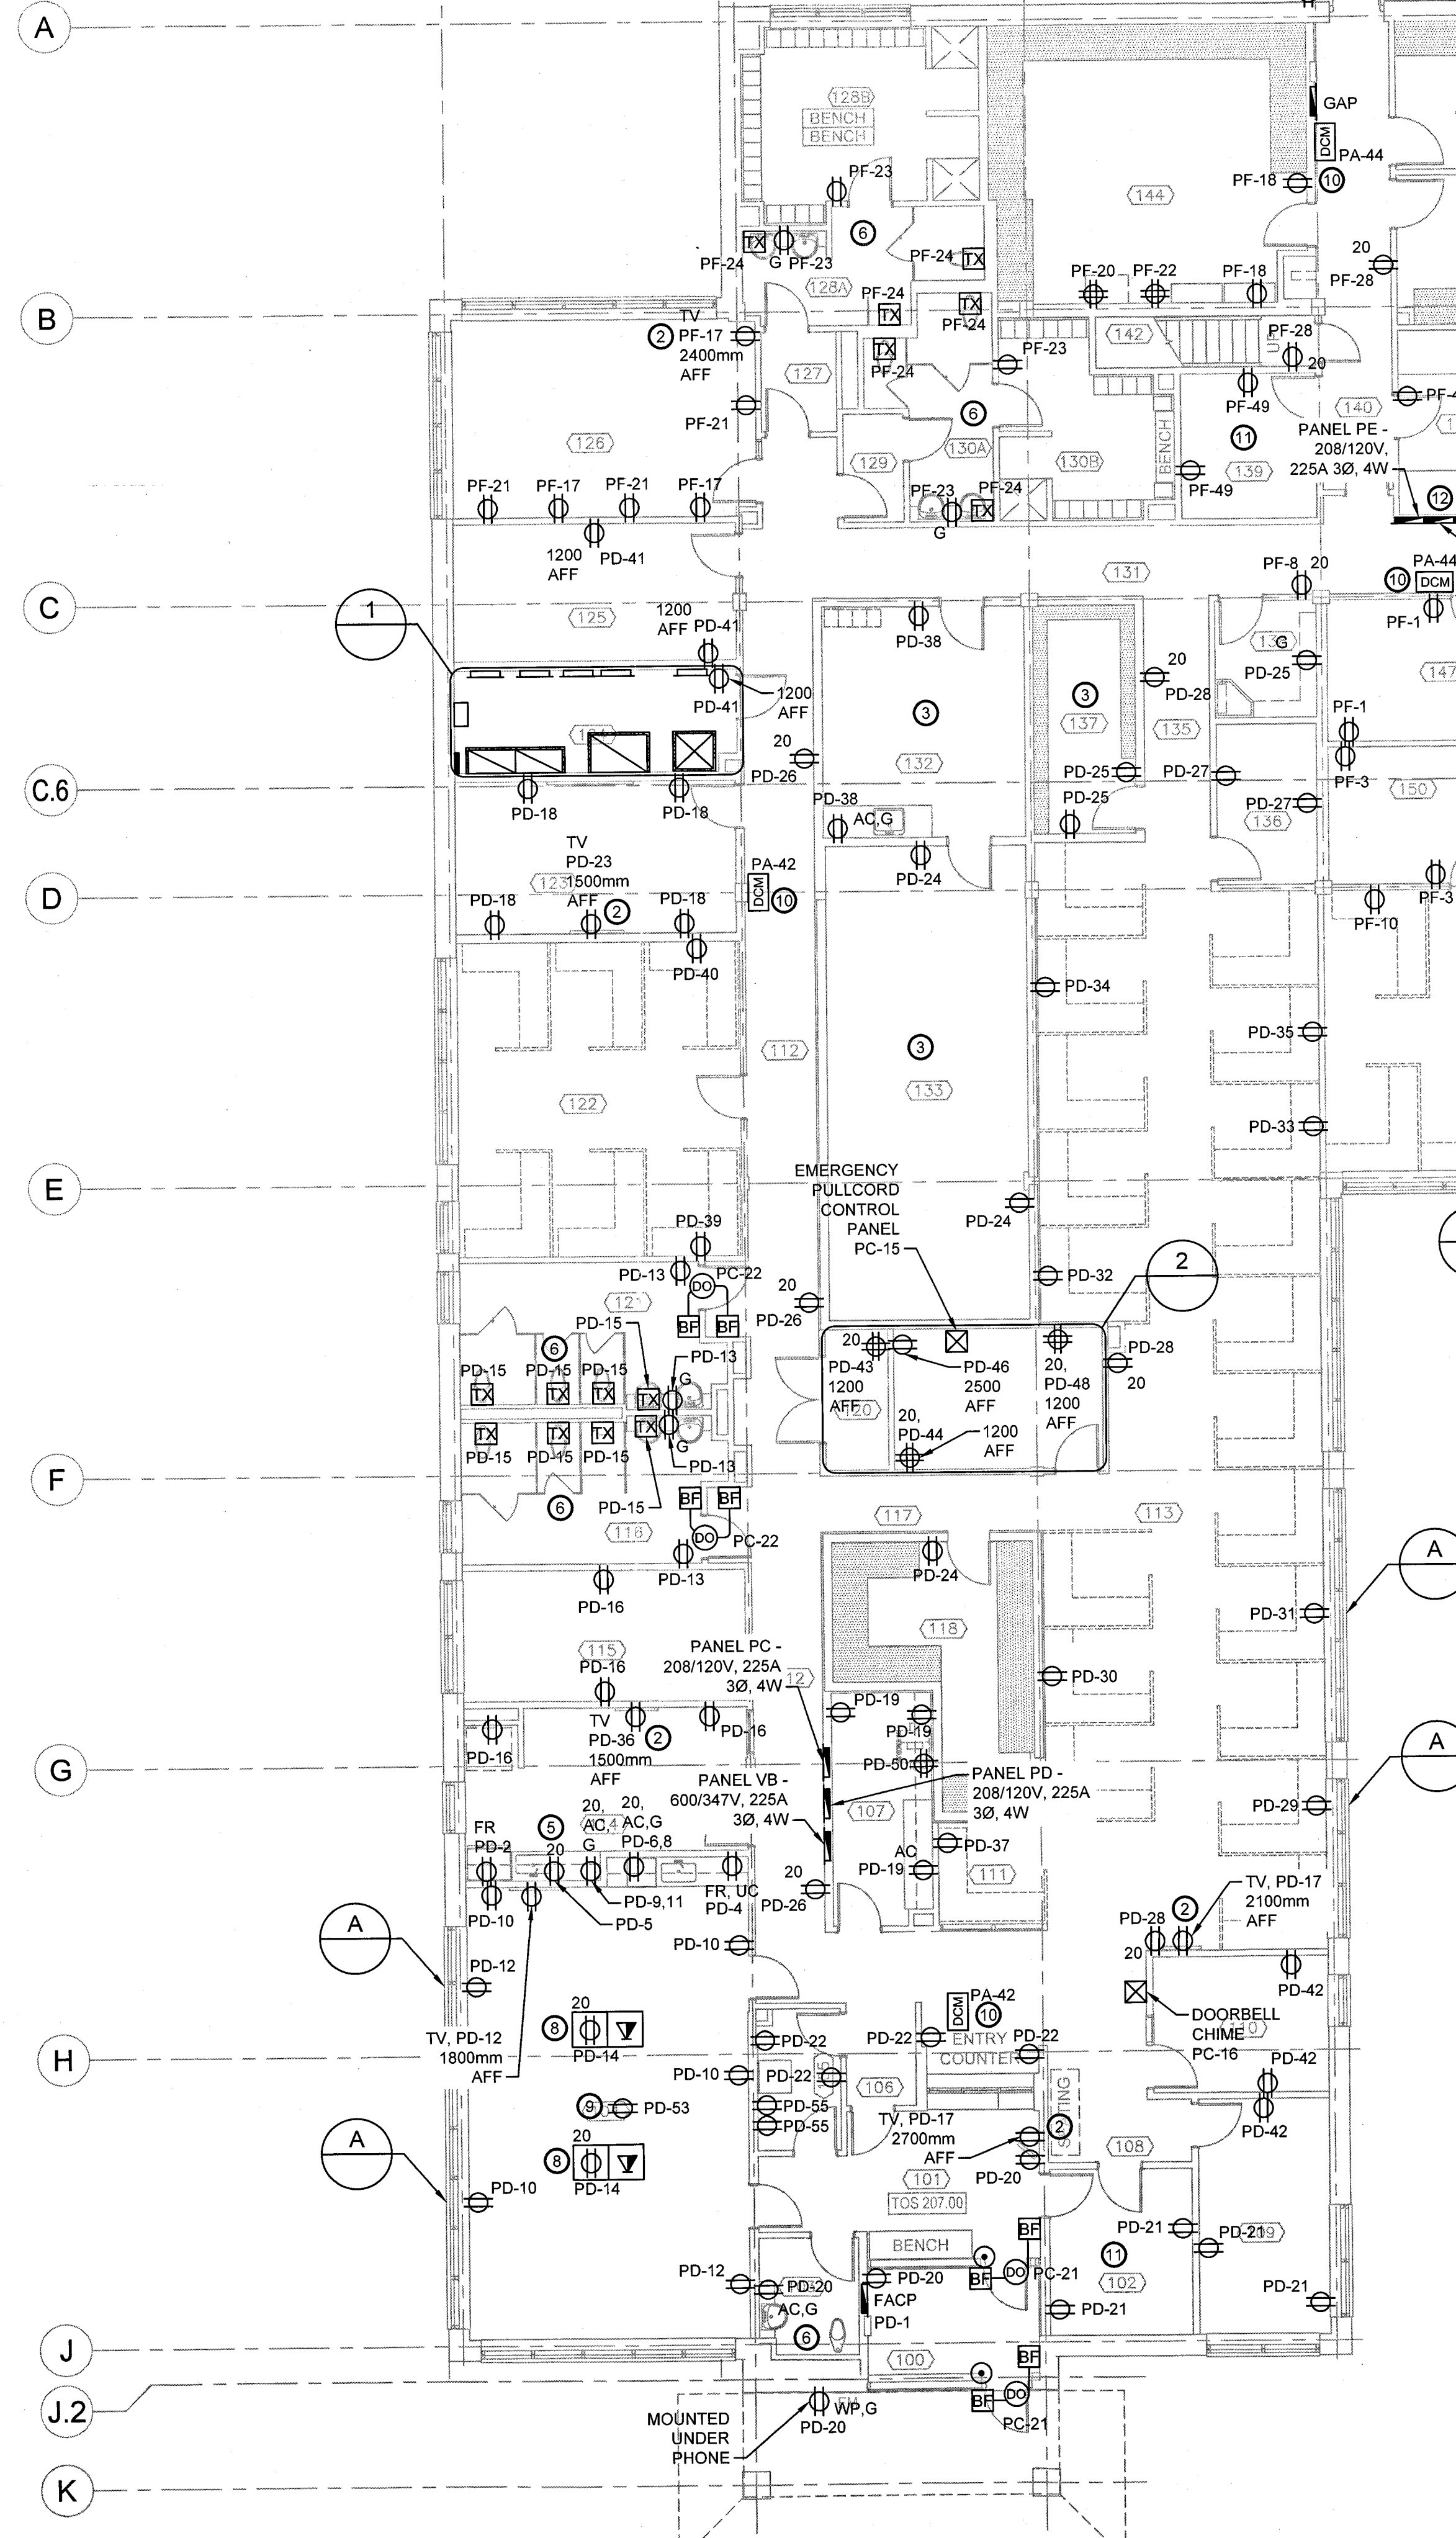 A
128B
BENCH
BENCH
GAP
DCM
PA-44
PF-23
144
PF-18
10
6
TX
PF-24
G
PF-23
PF-24
TX
20
PF-28
PF-20
PF-22
PF-18
128A
PF-24
TX
TX
PF-24
B
TV
2
PF-17
2400mm
AFF
142
PF-28
20
TX
PF-24
PF-23
127
PF-49
PF-21
6
140
11
PANEL PE -
208/120V,
225A 3Ø, 4W
126
129
130A
130B
BENCH
139
PF-49
PF-21
PF-17
PF-21
PF-17
PF-23
PF-24
TX
G
12
1200
AFF
PD-41
131
PF-8
20
PA-44
10
DCM
C
1
125
1200
AFF
PD-41
PD-38
PF-1
G
PD-25
20
PD-28
147
1200
AFF
PD-41
3
3
137
135
PF-1
20
PD-26
132
PD-25
PD-27
PF-3
C.6
PD-18
PD-18
PD-38
AC,G
PD-25
PD-27
136
150
TV
PD-23
1500mm
AFF
123
2
PA-42
DCM
10
PD-24
D
PD-18
PD-18
PF-3
PF-10
PD-40
PD-34
112
3
PD-35
122
133
PD-33
E
EMERGENCY
PULLCORD
CONTROL
PANEL
PC-15
PD-24
PD-39
PD-13
DO
PC-22
PD-32
2
20
PD-26
BF
BF
PD-15
6
PD-13
PD-15
PD-15
PD-15
G
TX
TX
TX
TX
20
PD-43
1200
AFF
120
PD-46
2500
AFF
20,
PD-48
1200
AFF
PD-28
20
TX
TX
TX
TX
PD-15
PD-15
PD-15
G
PD-13
20,
PD-44
1200
AFF
F
6
PD-15
BF
BF
116
DO
PC-22
117
113
A
PD-13
PD-24
PD-16
PD-31
118
115
PD-16
PANEL PC -
208/120V, 225A
3Ø, 4W
PD-30
PD-19
PD-19
TV
PD-36
1500mm
AFF
2
PD-16
PD-16
A
G
PD-50
PANEL VB -
600/347V, 225A
3Ø, 4W
PANEL PD -
208/120V, 225A
3Ø, 4W
107
PD-29
FR
PD-2
5
20
20,
AC,
G
20,
AC,G
PD-6,8
AC
PD-19
PD-37
111
PD-10
PD-9,11
PD-5
FR, UC
PD-4
20
PD-26
TV, PD-17
2100mm
AFF
2
PD-28
20
A
PD-10
PD-12
PD-42
20
8
PD-14
TV, PD-12
1800mm
AFF
DCM
PA-42
10
DOORBELL
CHIME
PC-16
110
PD-22
PD-22
ENTRY
COUNTER
PD-22
H
PD-10
PD-22
106
PD-42
9
PD-53
PD-55
PD-55
PD-42
TV, PD-17
2700mm
AFF
2
108
A
20
8
PD-14
PD-20
101
TOS 207.00
PD-10
BENCH
BF
PD-21
PD-21
11
102
PD-12
PD-20
AC,G
PD-20
BF
DO
PC-21
FACP
PD-1
PD-21
PD-21
6
J
100
BF
J.2
BF
DO
PC-21
WP,G
PD-20
MOUNTED
UNDER
PHONE
K